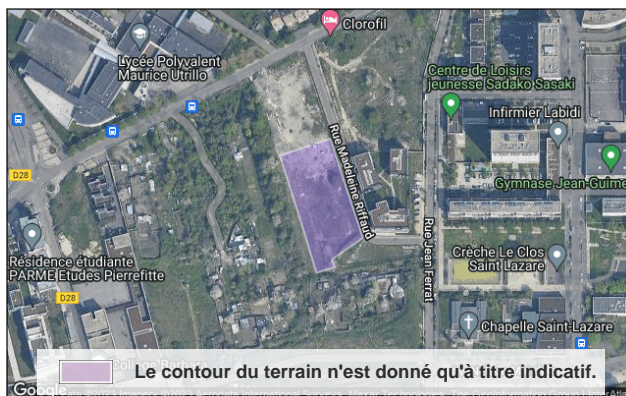 Clorofil
Lycée Polyvalent
Maurice Utrillo
Centre de Loisirs
jeunesse Sadako Sasaki
Infirmier Labidi
Rue Madeleine Riffaud
Gymnase Jean-Guime
D28
Rue Jean Ferrat
Résidence étudiante
PARME Etudes Pierrefitte
Crèche Le Clos
Saint Lazare
D28
Chapelle Saint-Lazare
Le contour du terrain n'est donné qu'à titre indicatif.
Google